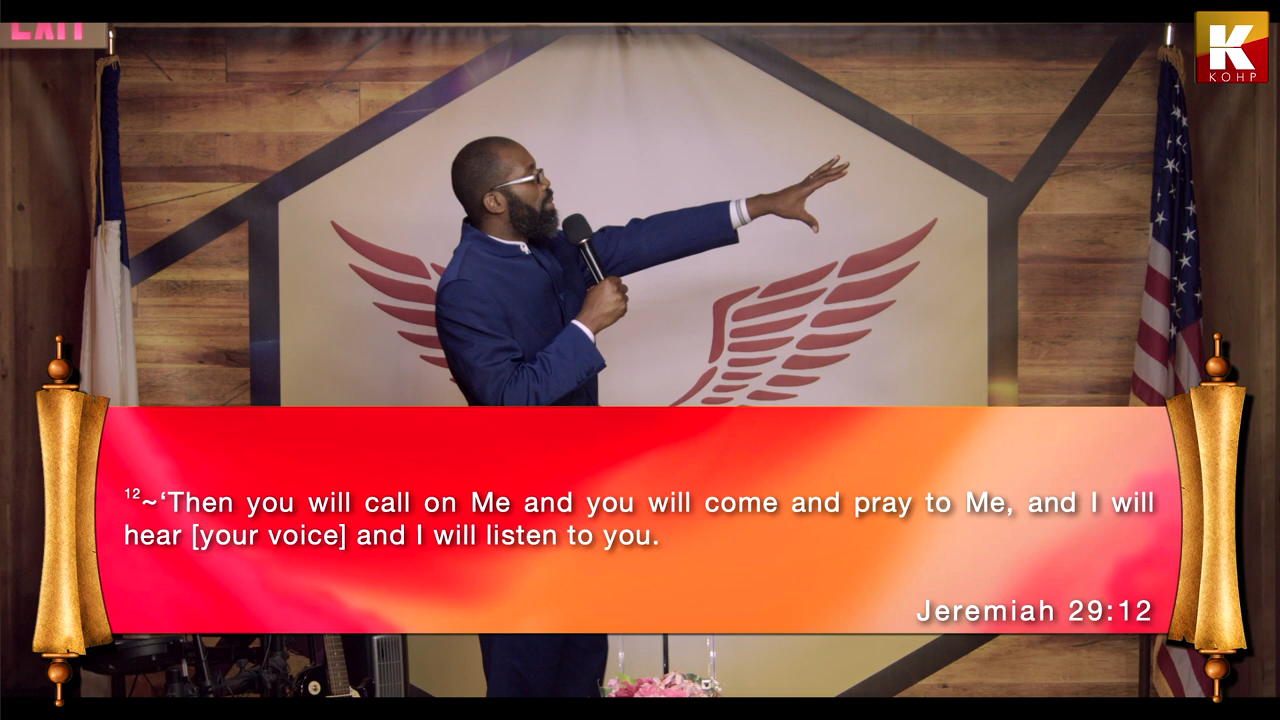 EXIT
K
KOHP
12~‘Then you will call on Me and you will come and pray to Me, and I will
hear [your voice] and I will listen to you.
Jeremiah 29:12